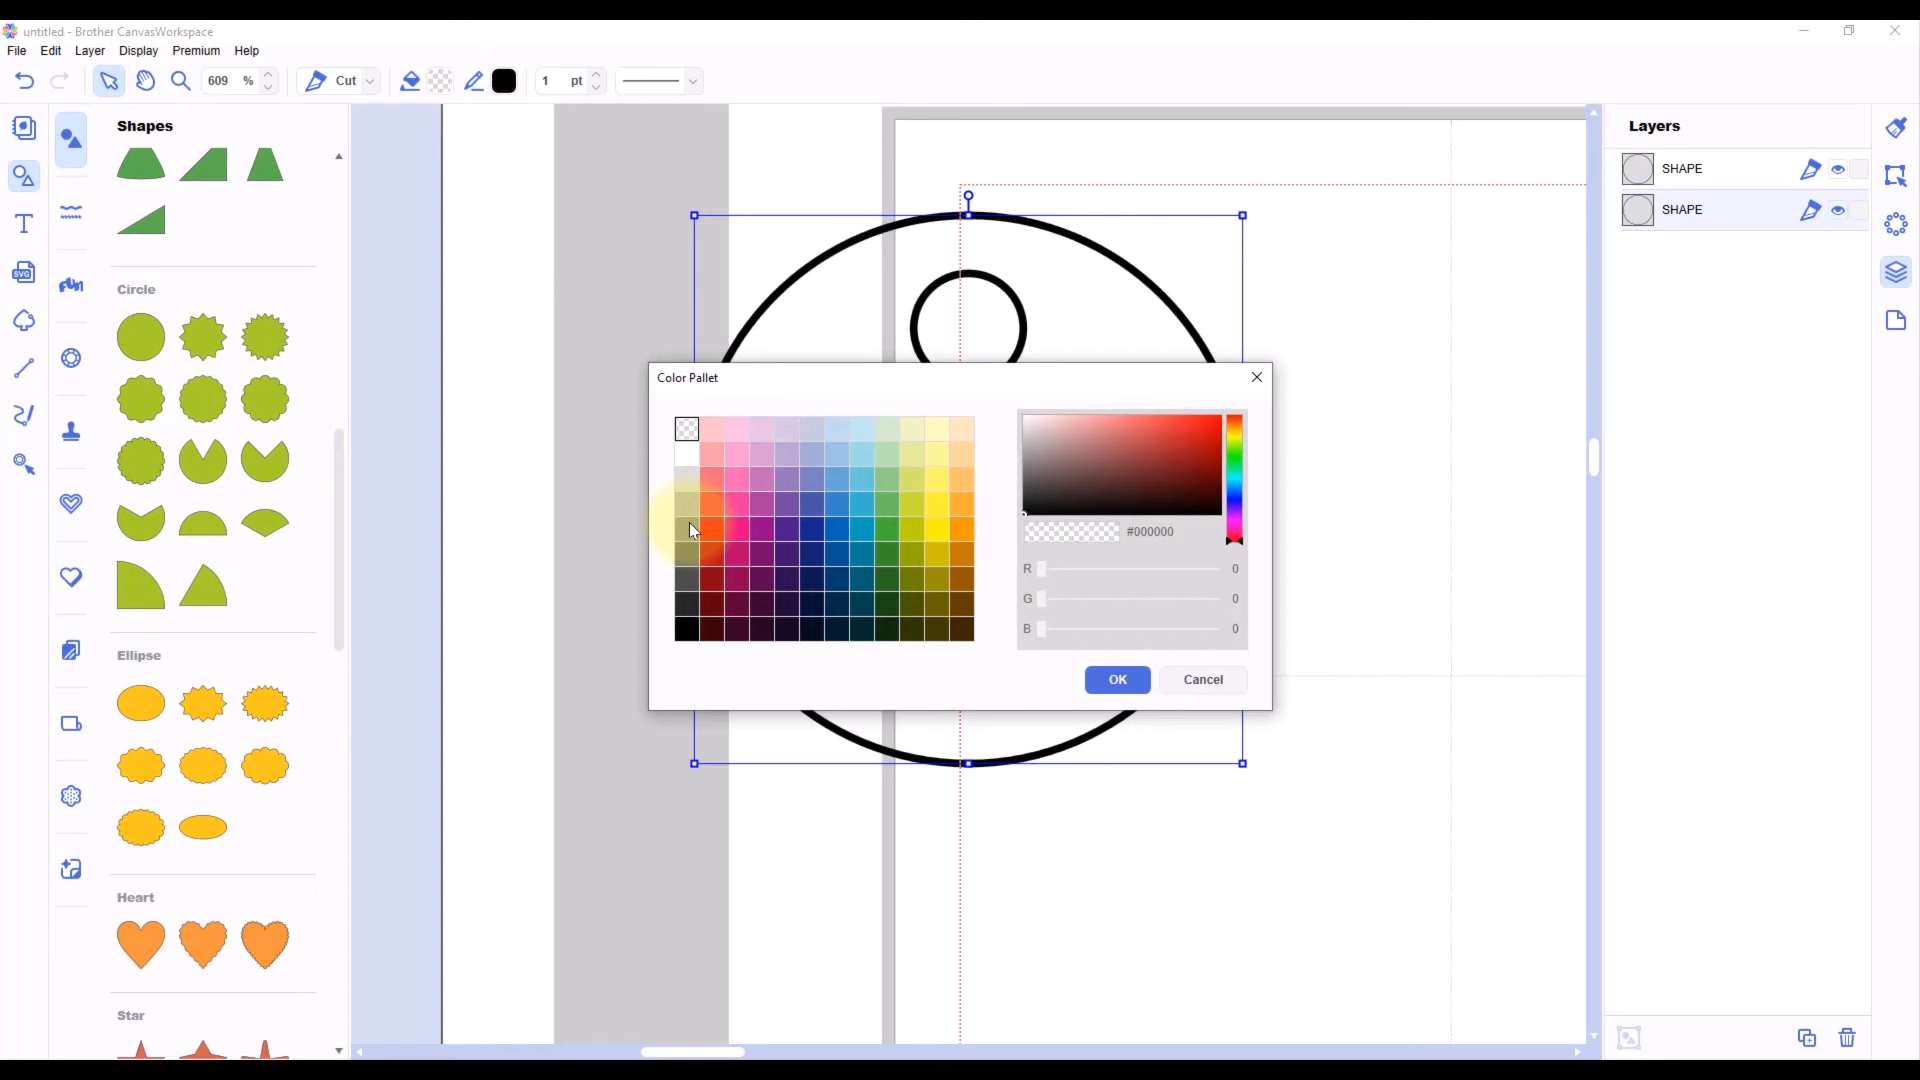 untitled - Brother CanvasWorkspace
File Edit Layer Display Premium Help
609 % Cut 1 pt
Shapes
Circle
Ellipse
Heart
Star
SVG
Color Pallet
#000000
R 0
G 0
B 0
OK Cancel
Layers
SHAPE
SHAPE